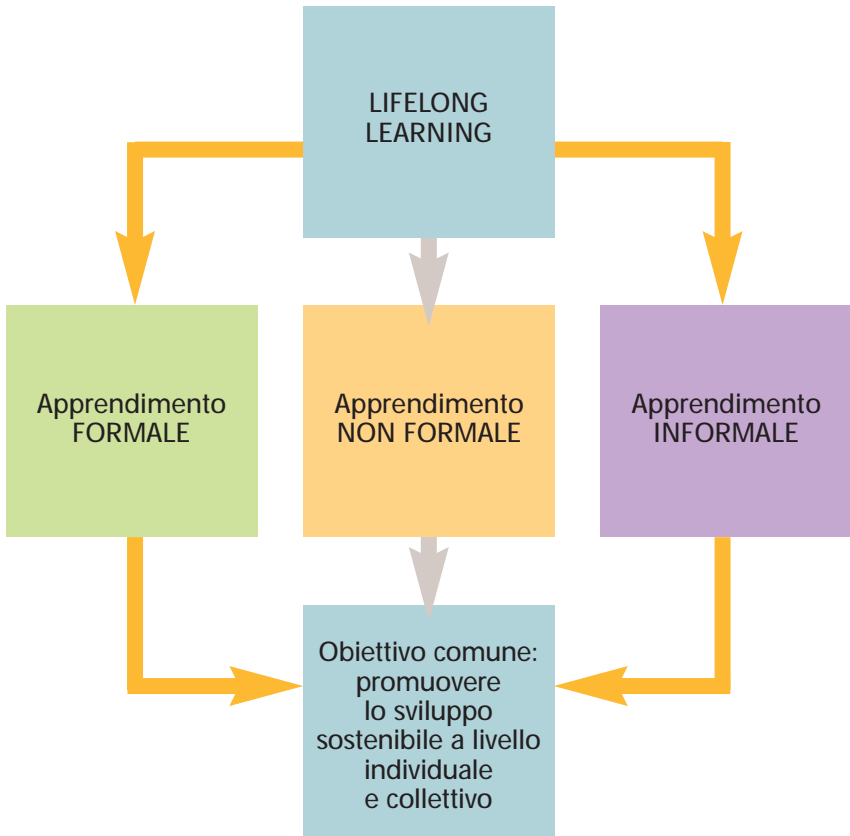 LIFELONG
LEARNING
Apprendimento
FORMALE
Apprendimento
NON FORMALE
Apprendimento
INFORMALE
Obiettivo comune:
promuovere
lo sviluppo
sostenibile a livello
individuale
e collettivo